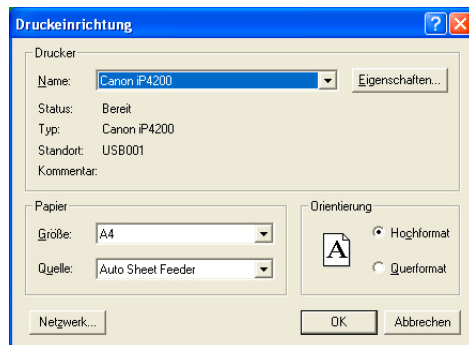 Druckeinrichtung
Drucker
Name: Canon iP4200 Eigenschaften...
Status: Bereit
Typ: Canon iP4200
Standort: USB001
Kommentar:
Papier
Größe: A4
Quelle: Auto Sheet Feeder
Orientierung
A
Hochformat
Querformat
Netzwerk... OK Abbrechen